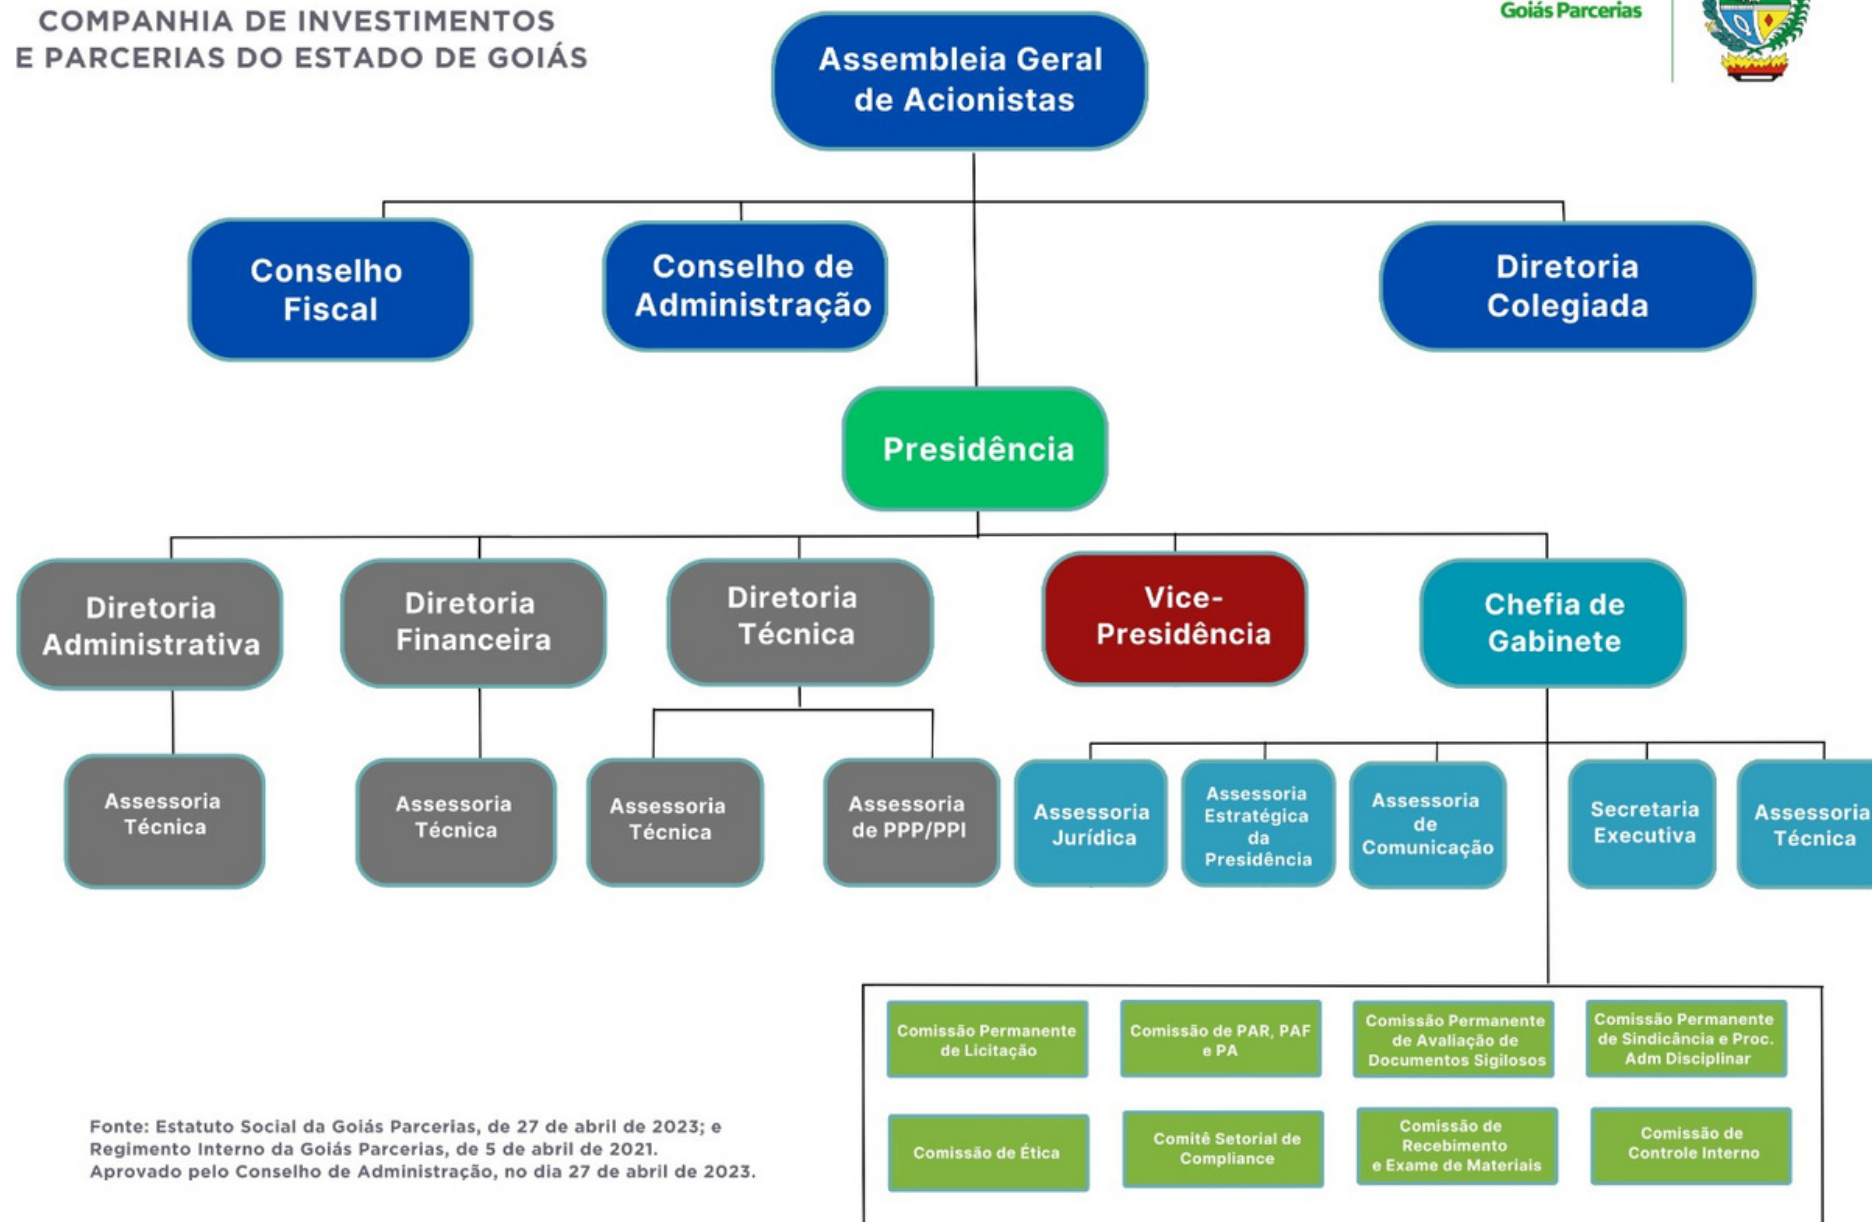 COMPANHIA DE INVESTIMENTOS
E PARCERIAS DO ESTADO DE GOIÁS
Goiás Parcerias
Assembleia Geral
de Acionistas
Conselho
Fiscal
Conselho de
Administração
Diretoria
Colegiada
Presidência
Diretoria
Administrativa
Diretoria
Financeira
Diretoria
Técnica
Vice-
Presidência
Chefia de
Gabinete
Assessoria
Técnica
Assessoria
Técnica
Assessoria
Técnica
Assessoria
de PPP/PPI
Assessoria
Jurídica
Assessoria
Estratégica
da
Presidência
Assessoria
de
Comunicação
Secretaria
Executiva
Assessoria
Técnica
Comissão Permanente
de Licitação
Comissão de PAR, PAF
e PA
Comissão Permanente
de Avaliação de
Documentos Sigilosos
Comissão Permanente
de Sindicância e Proc.
Adm Disciplinar
Comissão de Ética
Comitê Setorial de
Compliance
Comissão de
Recebimento
e Exame de Materiais
Comissão de
Controle Interno
Fonte: Estatuto Social da Goiás Parcerias, de 27 de abril de 2023; e
Regimento Interno da Goiás Parcerias, de 5 de abril de 2021.
Aprovado pelo Conselho de Administração, no dia 27 de abril de 2023.